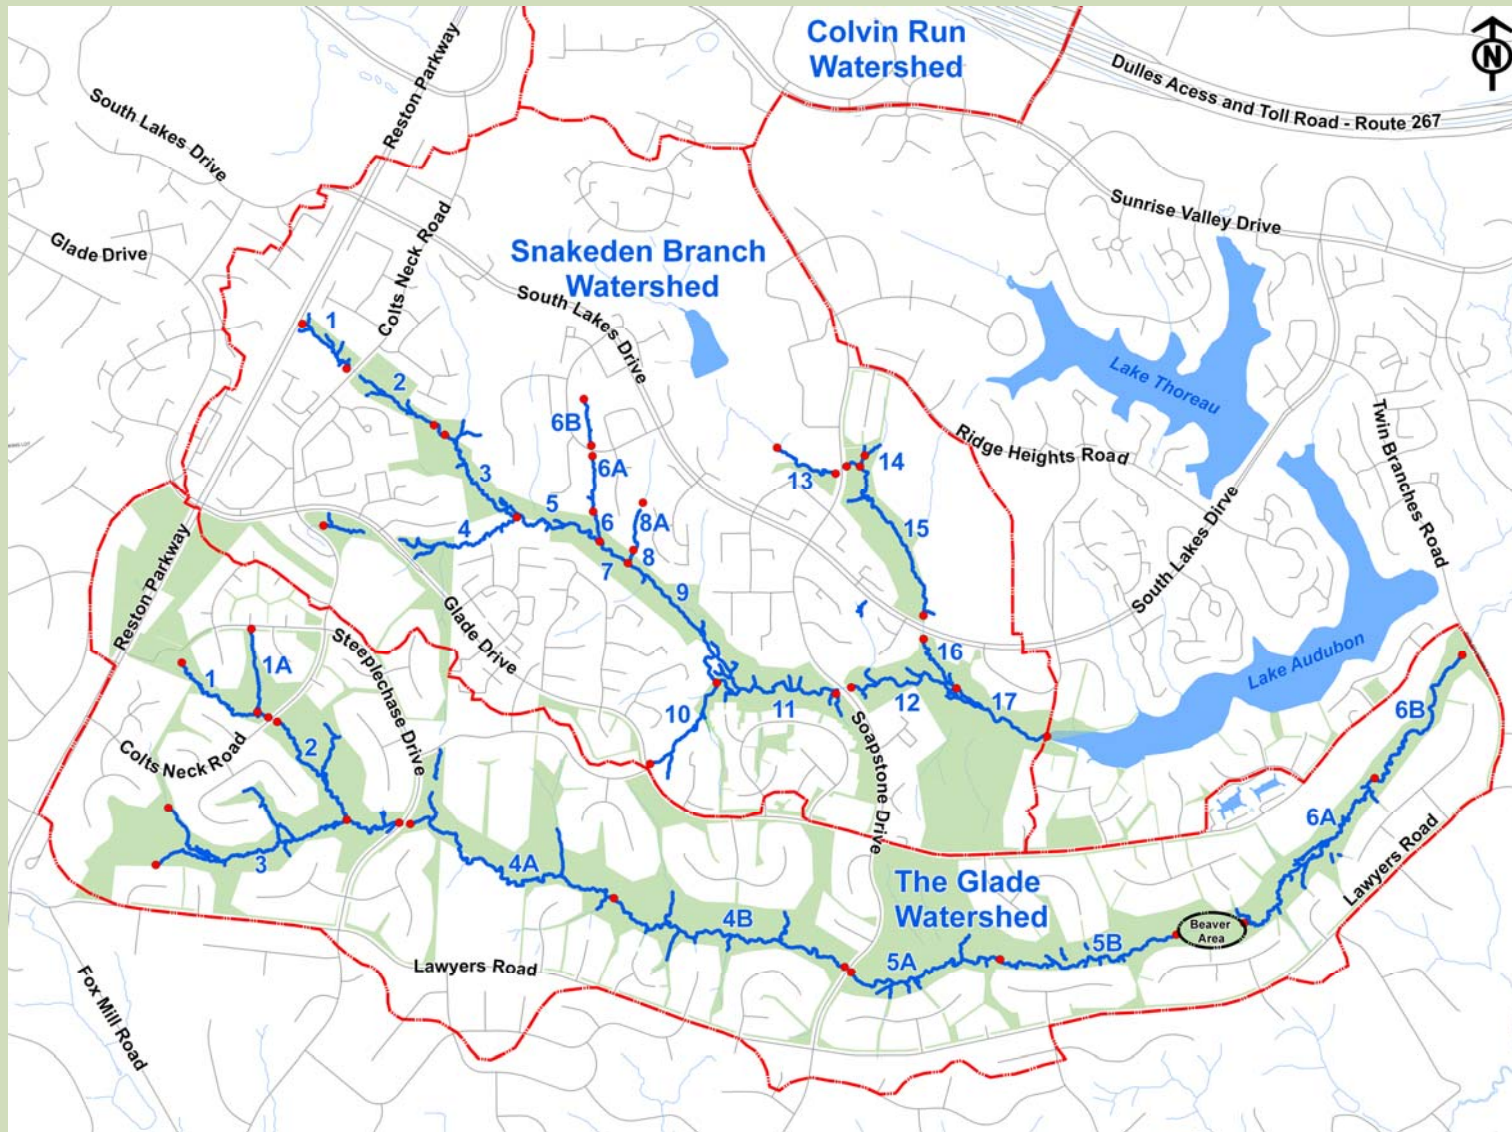 Colvin Run
Watershed
N
Dulles Acess and Toll Road - Route 267
Reston Parkway
South Lakes Drive
Sunrise Valley Drive
Glade Drive
Colts Neck Road
Snakeden Branch
Watershed
South Lakes Drive
1
2
Lake Thoreau
Twin Branches Road
6B
Ridge Heights Road
14
3
6A
13
5
8A
4
15
6
8
7
South Lakes Dirve
9
Reston Parkway
Glade Drive
Steeplechase Drive
1A
1
16
Lake Audubon
10
11
12
17
6B
Colts Neck Road
2
Soapstone Drive
6A
3
4A
Lawyers Road
The Glade
Watershed
4B
Beaver
Area
5B
5A
Lawyers Road
Fox Mill Road